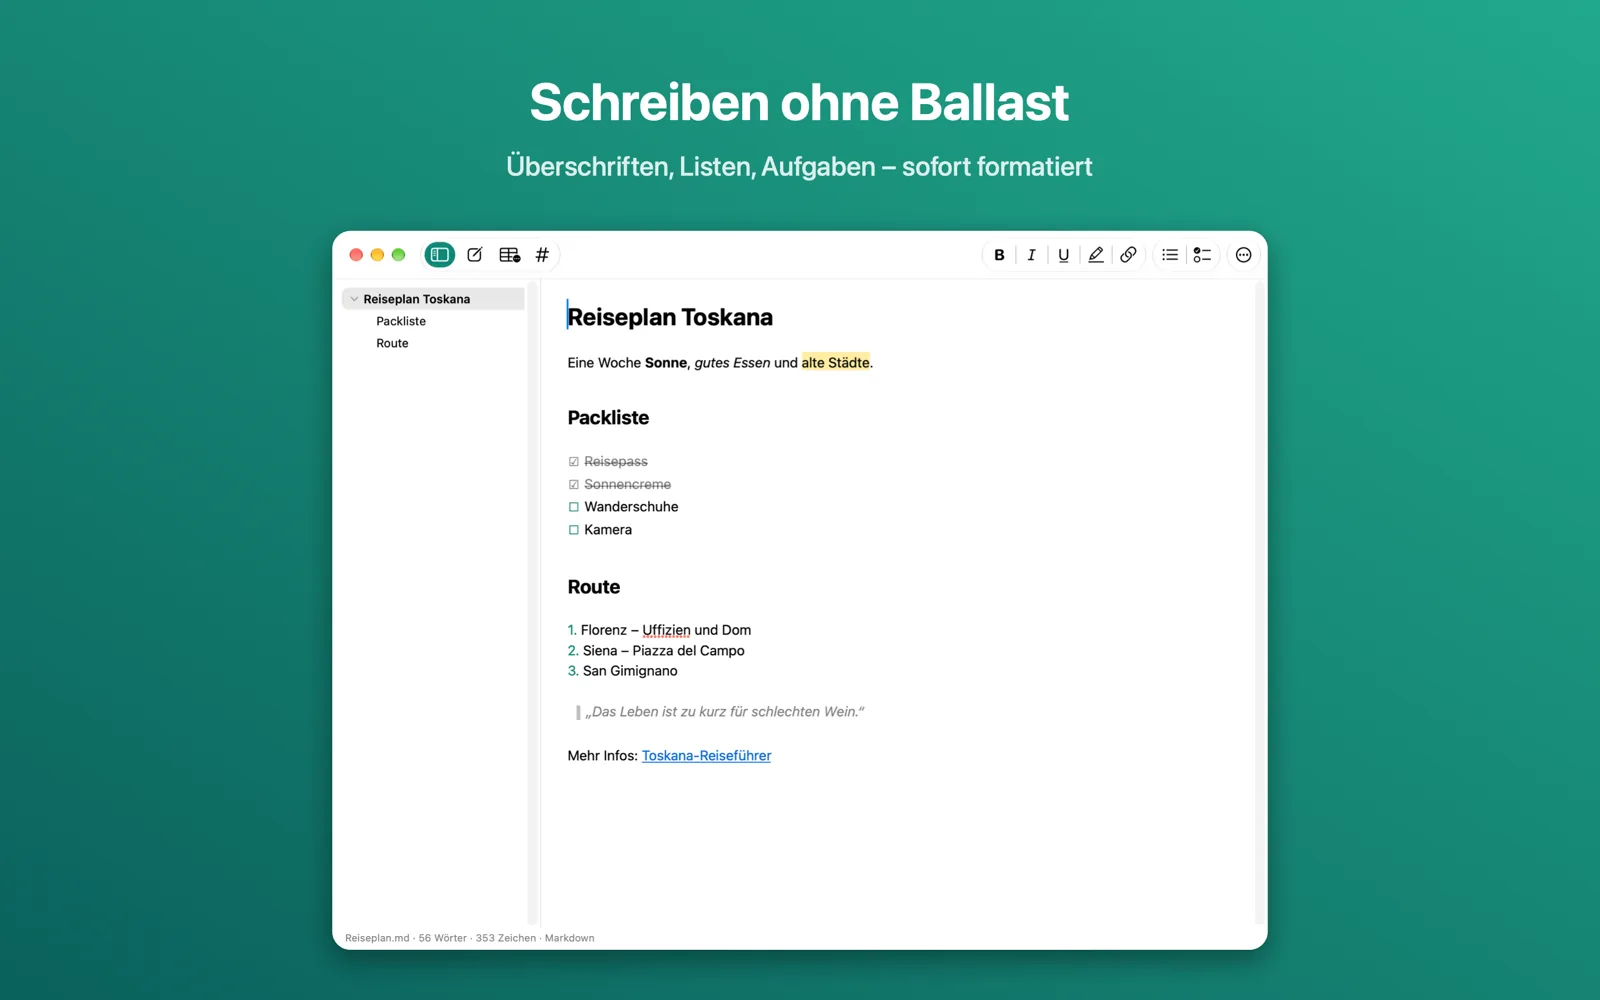 Schreiben ohne Ballast
Überschriften, Listen, Aufgaben – sofort formatiert
#
B I U
Reiseplan Toskana
Packliste
Route
Reiseplan Toskana
Eine Woche Sonne, gutes Essen und alte Städte.
Packliste
☑ Reisepass
☑ Sonnencreme
☐ Wanderschuhe
☐ Kamera
Route
1. Florenz – Uffizien und Dom
2. Siena – Piazza del Campo
3. San Gimignano
„Das Leben ist zu kurz für schlechten Wein.“
Mehr Infos: Toskana-Reiseführer
Reiseplan.md · 56 Wörter · 353 Zeichen · Markdown